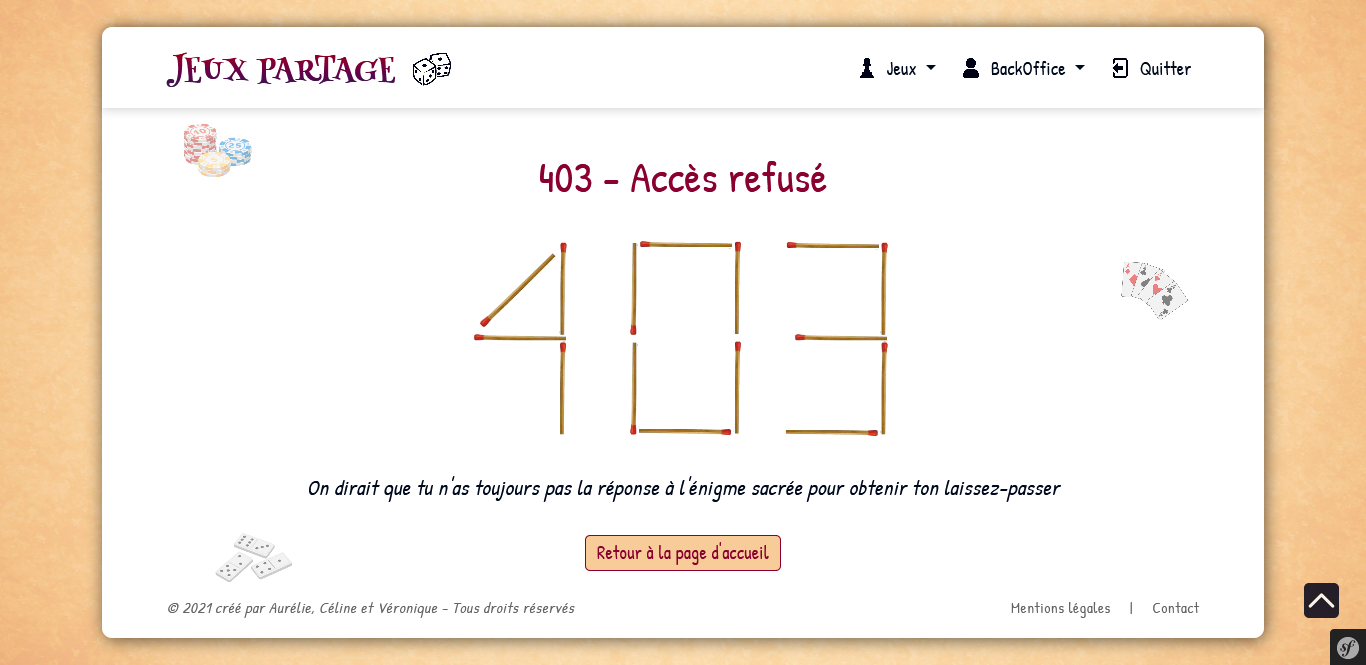 Jeux Partage
Jeux
BackOffice
Quitter
403 - Accès refusé
403
On dirait que tu n'as toujours pas la réponse à l'énigme sacrée pour obtenir ton laissez-passer
Retour à la page d'accueil
© 2021 créé par Aurélie, Céline et Véronique - Tous droits réservés
Mentions légales | Contact
sf